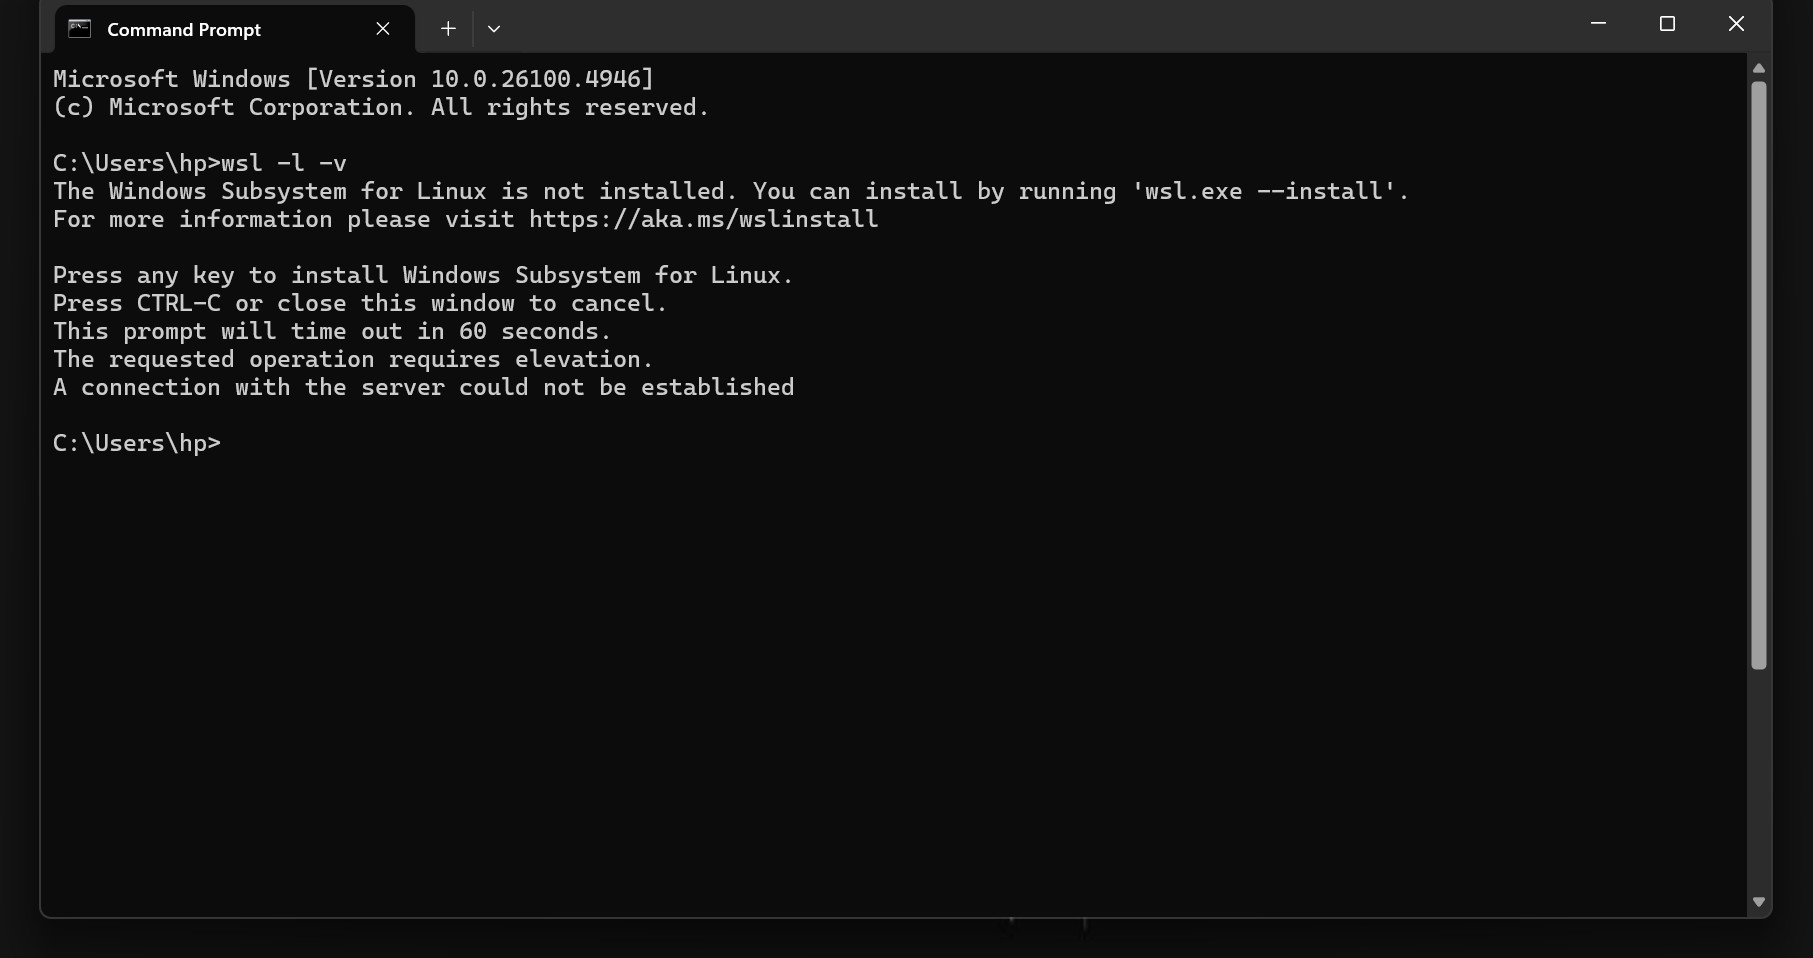 Command Prompt
Microsoft Windows [Version 10.0.26100.4946]
(c) Microsoft Corporation. All rights reserved.
C:\Users\hp>wsl -l -v
The Windows Subsystem for Linux is not installed. You can install by running 'wsl.exe --install'.
For more information please visit https://aka.ms/wslinstall
Press any key to install Windows Subsystem for Linux.
Press CTRL-C or close this window to cancel.
This prompt will time out in 60 seconds.
The requested operation requires elevation.
A connection with the server could not be established
C:\Users\hp>